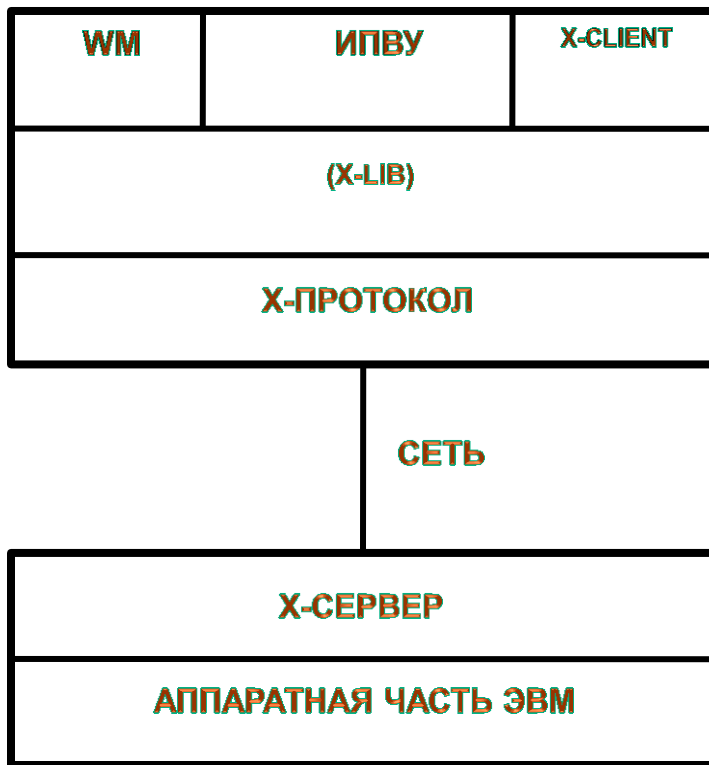 WM
ИПВУ
X-CLIENT
(X-LIB)
X-ПРОТОКОЛ
СЕТЬ
X-СЕРВЕР
АППАРАТНАЯ ЧАСТЬ ЭВМ